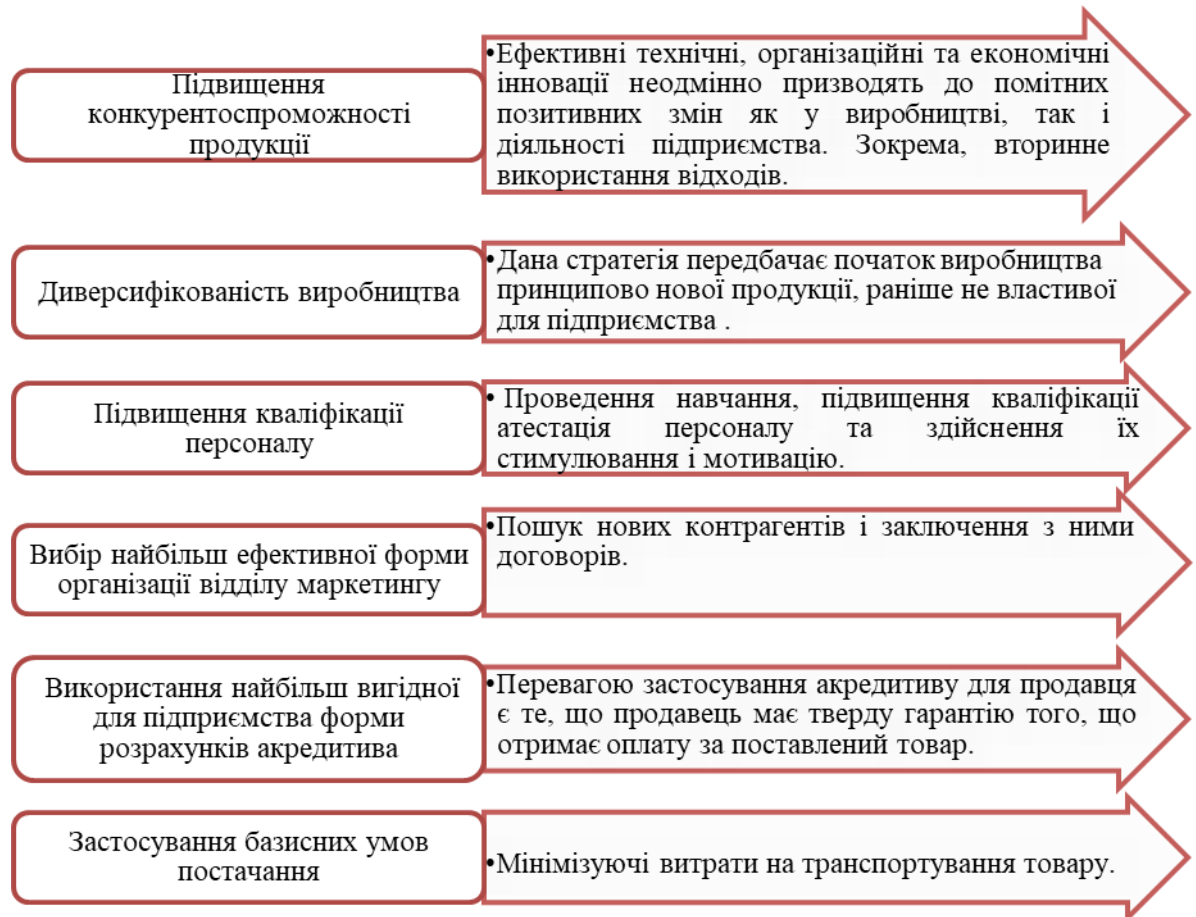 Підвищення
конкурентоспроможності
продукції
•Ефективні технічні, організаційні та економічні
інновації неодмінно призводять до помітних
позитивних змін як у виробництві, так і
діяльності підприємства. Зокрема, вторинне
використання відходів.
Диверсифікованість виробництва
•Дана стратегія передбачає початок виробництва
принципово нової продукції, раніше не властивої
для підприємства .
Підвищення кваліфікації
персоналу
• Проведення навчання, підвищення кваліфікації
атестація персоналу та здійснення їх
стимулювання і мотивацію.
Вибір найбільш ефективної форми
організації відділу маркетингу
•Пошук нових контрагентів і заключення з ними
договорів.
Використання найбільш вигідної
для підприємства форми
розрахунків акредитива
•Перевагою застосування акредитиву для продавця
є те, що продавець має тверду гарантію того, що
отримає оплату за поставлений товар.
Застосування базисних умов
постачання
•Мінімізуючі витрати на транспортування товару.